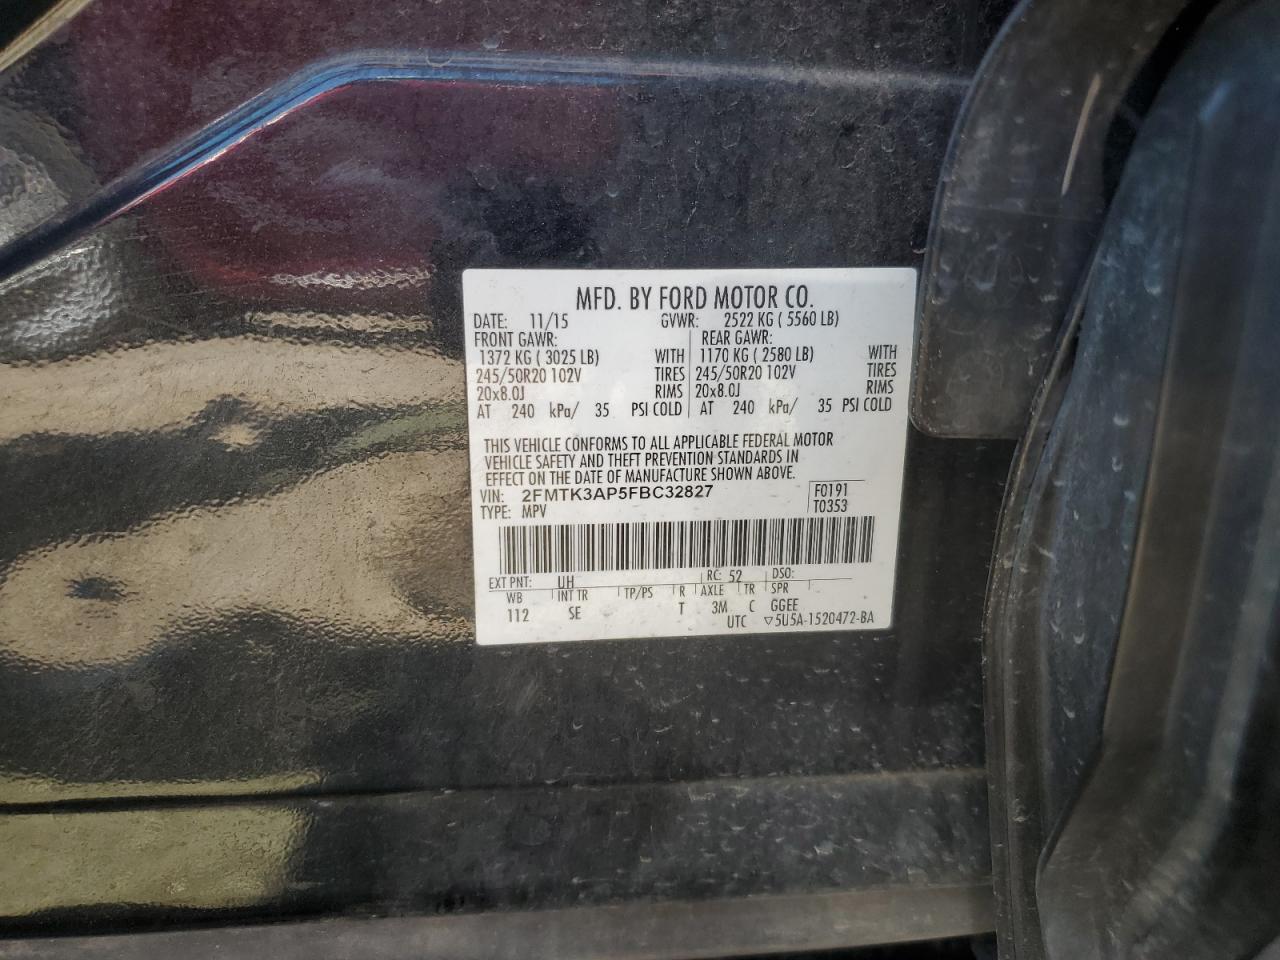 MFD. BY FORD MOTOR CO.
DATE: 11/15 GVWR: 2522 KG ( 5560 LB)
FRONT GAWR: REAR GAWR:
1372 KG ( 3025 LB) WITH 1170 KG ( 2580 LB) WITH
245/50R20 102V TIRES 245/50R20 102V TIRES
20x8.0J RIMS 20x8.0J RIMS
AT 240 kPa/ 35 PSI COLD AT 240 kPa/ 35 PSI COLD
THIS VEHICLE CONFORMS TO ALL APPLICABLE FEDERAL MOTOR
VEHICLE SAFETY AND THEFT PREVENTION STANDARDS IN
EFFECT ON THE DATE OF MANUFACTURE SHOWN ABOVE.
VIN: 2FMTK3AP5FBC32827 F0191
TYPE: MPV T0353
EXT PNT: UH RC: 52 DSO:
WB INT TR TP/PS R AXLE TR SPR
112 SE T 3M C GGEE
UTC ▽5U5A-1520472-BA